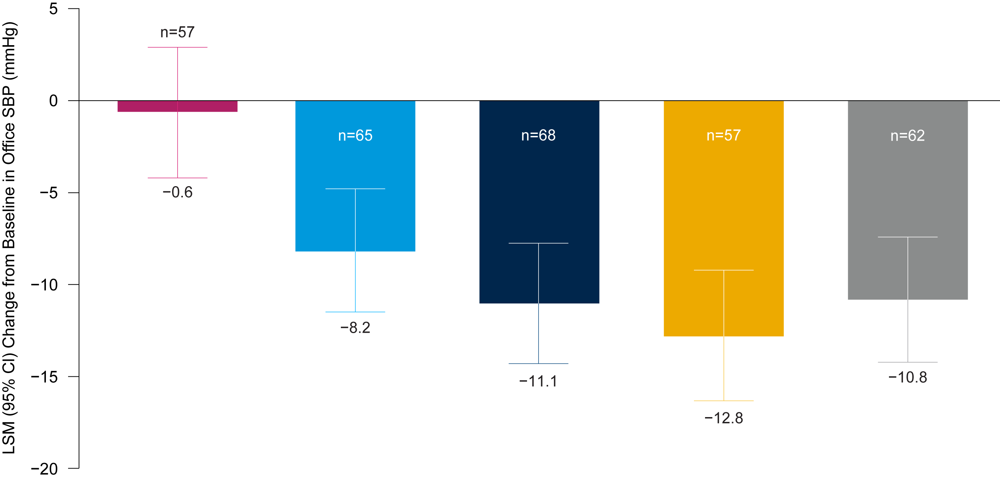 LSM (95% CI) Change from Baseline in Office SBP (mmHg)
5
0
−5
−10
−15
−20
n=57
−0.6
n=65
−8.2
n=68
−11.1
n=57
−12.8
n=62
−10.8